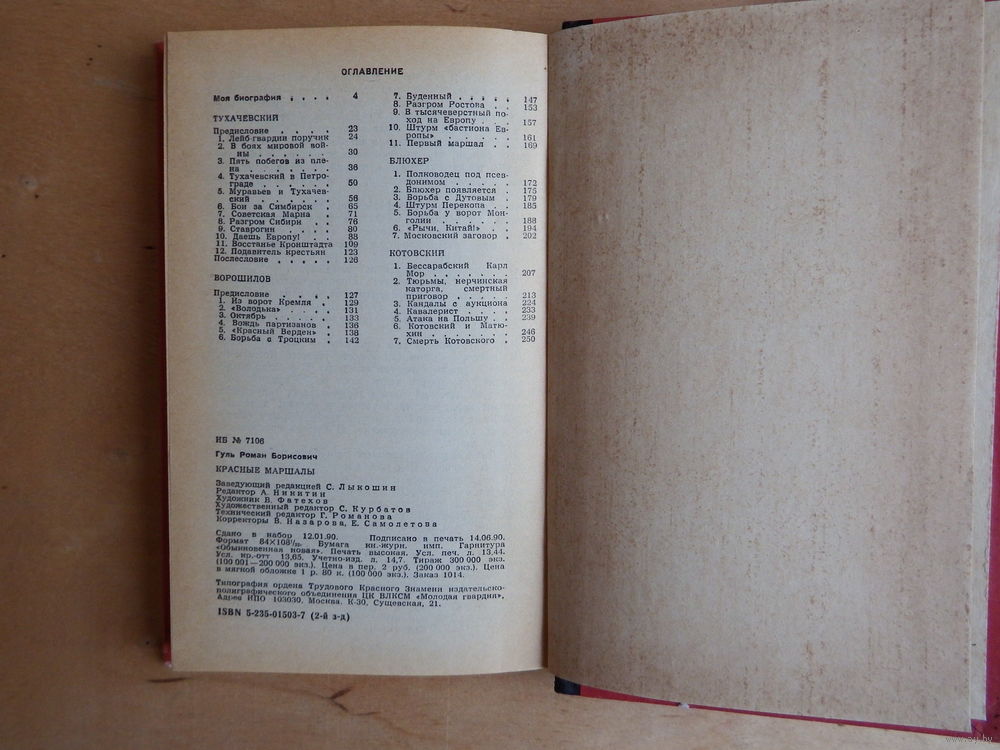 ОГЛАВЛЕНИЕ
Моя биография . . . . 4
ТУХАЧЕВСКИЙ
Предисловие . . . . 23
1. Лейб-гвардии поручик 24
2. В боях мировой вой-
ны . . . . . . 30
3. Пять побегов из пле-
на . . . . . . . 36
4. Тухачевский в Петро-
граде . . . . . . 50
5. Муравьев и Тухачев-
ский . . . . . . 56
6. Бои за Симбирск . 65
7. Советская Марна . 71
8. Разгром Сибири . . 76
9. Ставрогин . . . . 80
10. Даешь Европу! . . 88
11. Восстанье Кронштадта 109
12. Подавитель крестьян 123
Послесловие . . . . . 126
ВОРОШИЛОВ
Предисловие . . . . 127
1. Из ворот Кремля . 129
2. «Володька» . . . . 131
3. Октябрь . . . . . 133
4. Вождь партизанов . 136
5. «Красный Верден» . 138
6. Борьба с Троцким . 142
7. Буденный . . . . . 147
8. Разгром Ростова . . 153
9. В тысячеверстный по-
ход на Европу . . . 157
10. Штурм «бастиона Ев-
ропы» . . . . . 161
11. Первый маршал . . 169
БЛЮХЕР
1. Полководец под псев-
донимом . . . . . 172
2. Блюхер появляется . 175
3. Борьба с Дутовым . 179
4. Штурм Перекопа . . 185
5. Борьба у ворот Мон-
голии . . . . . . 188
6. «Рычи, Китай!» . . 194
7. Московский заговор . 202
КОТОВСКИЙ
1. Бессарабский Карл
Мор . . . . . . . 207
2. Тюрьмы, нерчинская
каторга, смертный
приговор . . . . . 213
3. Кандалы с аукциона 224
4. Кавалерист . . . . 233
5. Атака на Польшу . . 239
6. Котовский и Матю-
хин . . . . . . . 246
7. Смерть Котовского . 250
ИБ № 7106
Гуль Роман Борисович
КРАСНЫЕ МАРШАЛЫ
Заведующий редакцией С. Лыкошин
Редактор А. Никитин
Художник В. Фатехов
Художественный редактор С. Курбатов
Технический редактор Г. Романова
Корректоры В. Назарова, Е. Самолетова
Сдано в набор 12.01.90. Подписано в печать 14.06.90.
Формат 84×108¹/₃₂. Бумага кн.-журн. имп. Гарнитура
«Обыкновенная новая». Печать высокая. Усл. печ. л. 13,44.
Усл. кр.-отт 13,65. Учетно-изд. л. 14,7. Тираж 300 000 экз.
(100 001—200 000 экз.). Цена в пер. 2 руб. (200 000 экз.). Цена
в мягкой обложке 1 р. 80 к. (100 000 экз.). Заказ 1014.
Типография ордена Трудового Красного Знамени издательско-
полиграфического объединения ЦК ВЛКСМ «Молодая гвардия».
Адрес ИПО 103030. Москва, К-30, Сущевская, 21.
ISBN 5-235-01503-7 (2-й з-д)